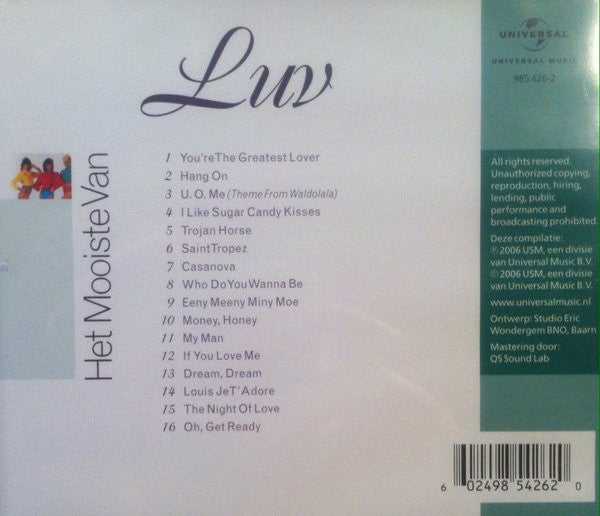 Luv
Het Mooiste Van
1 You're The Greatest Lover
2 Hang On
3 U.O. Me (Theme From Waldolala)
4 I Like Sugar Candy Kisses
5 Trojan Horse
6 Saint Tropez
7 Casanova
8 Who Do You Wanna Be
9 Eeny Meeny Miny Moe
10 Money, Honey
11 My Man
12 If You Love Me
13 Dream, Dream
14 Louis Je T'Adore
15 The Night Of Love
16 Oh, Get Ready
UNIVERSAL
UNIVERSAL MUSIC
985 426-2
All rights reserved.
Unauthorized copying,
reproduction, hiring,
lending, public
performance and
broadcasting prohibited.
Deze compilatie:
℗ 2006 USM, een divisie
van Universal Music B.V.
© 2006 USM, een divisie
van Universal Music B.V.
www.universalmusic.nl
Ontwerp: Studio Eric
Wondergem BNO, Baarn
Mastering door:
QS Sound Lab
6 02498 54262 0